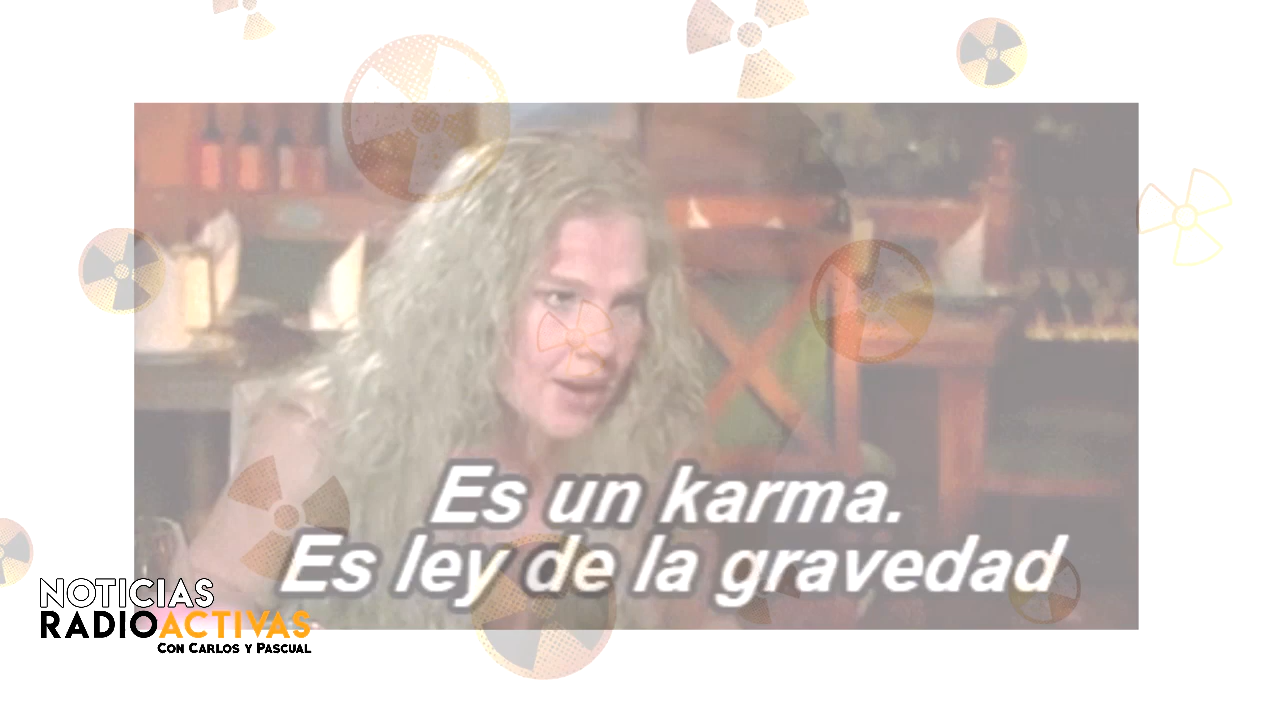 Es un karma.
Es ley de la gravedad
NOTICIAS
RADIOACTIVAS
CON CARLOS Y PASCUAL